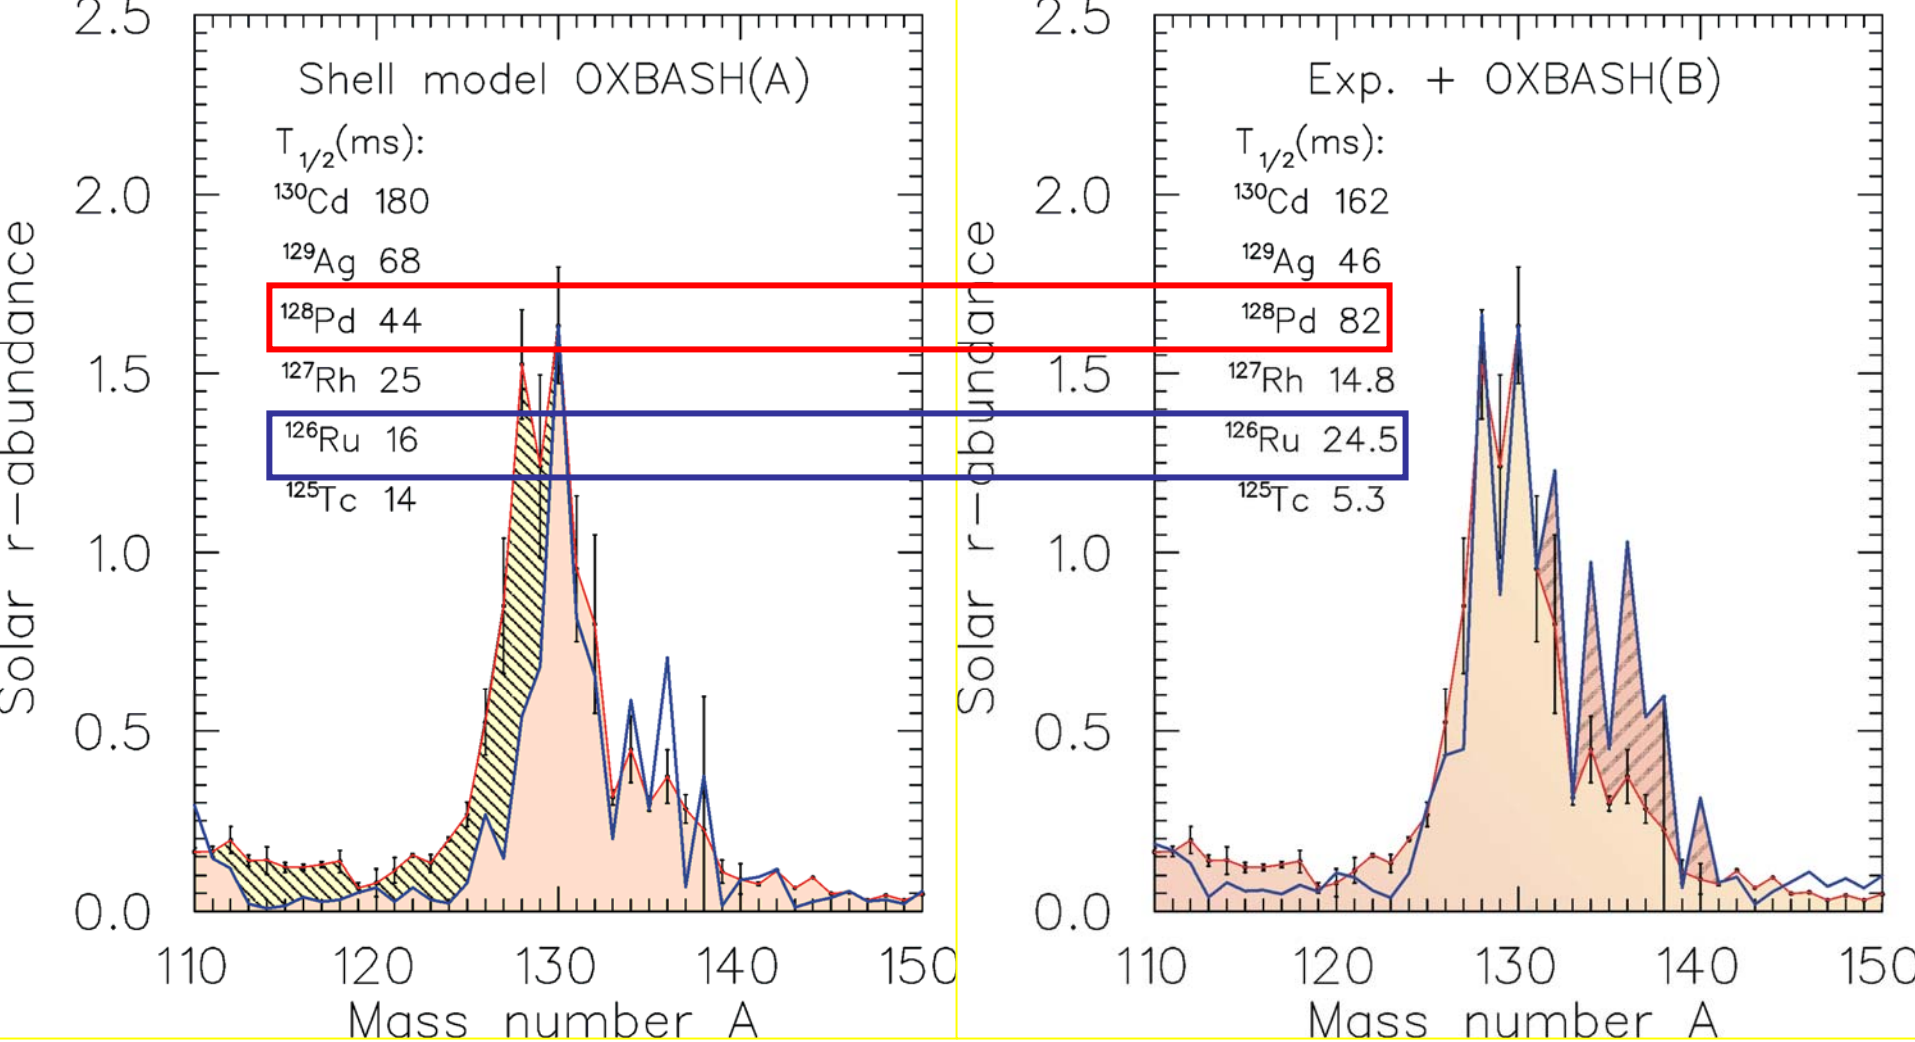 Shell model OXBASH(A)
T1/2(ms):
130Cd 180
129Ag 68
128Pd 44
127Rh 25
126Ru 16
125Tc 14
Solar r-abundance
2.5
2.0
1.5
1.0
0.5
0.0
110 120 130 140 150
Mass number A
Exp. + OXBASH(B)
T1/2(ms):
130Cd 162
129Ag 46
128Pd 82
127Rh 14.8
126Ru 24.5
125Tc 5.3
Solar r-abundance
2.5
2.0
1.5
1.0
0.5
0.0
110 120 130 140 150
Mass number A